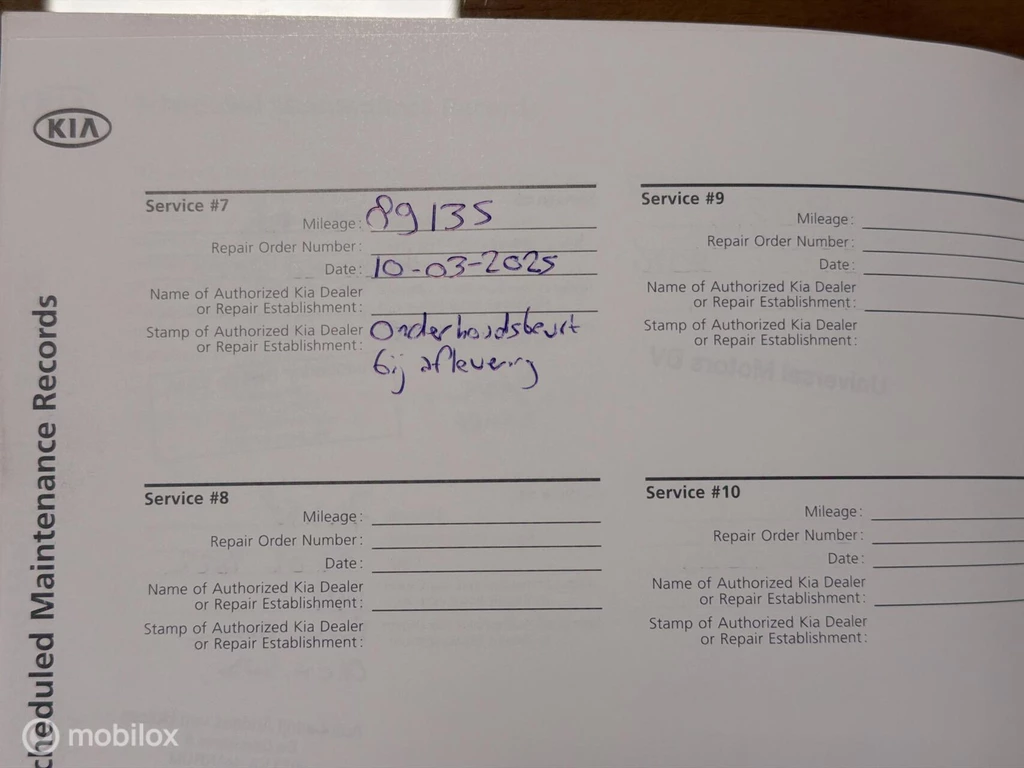 KIA
Service #7
Mileage: 89135
Repair Order Number:
Date: 10-03-2025
Name of Authorized Kia Dealer
or Repair Establishment:
Stamp of Authorized Kia Dealer
or Repair Establishment:
Onderhoudsbeurt
bij aflevering
Service #9
Mileage:
Repair Order Number:
Date:
Name of Authorized Kia Dealer
or Repair Establishment:
Stamp of Authorized Kia Dealer
or Repair Establishment:
Universal Motors BV
Service #8
Mileage:
Repair Order Number:
Date:
Name of Authorized Kia Dealer
or Repair Establishment:
Stamp of Authorized Kia Dealer
or Repair Establishment:
Service #10
Mileage:
Repair Order Number:
Date:
Name of Authorized Kia Dealer
or Repair Establishment:
Stamp of Authorized Kia Dealer
or Repair Establishment:
cheduled Maintenance Records
mobilox